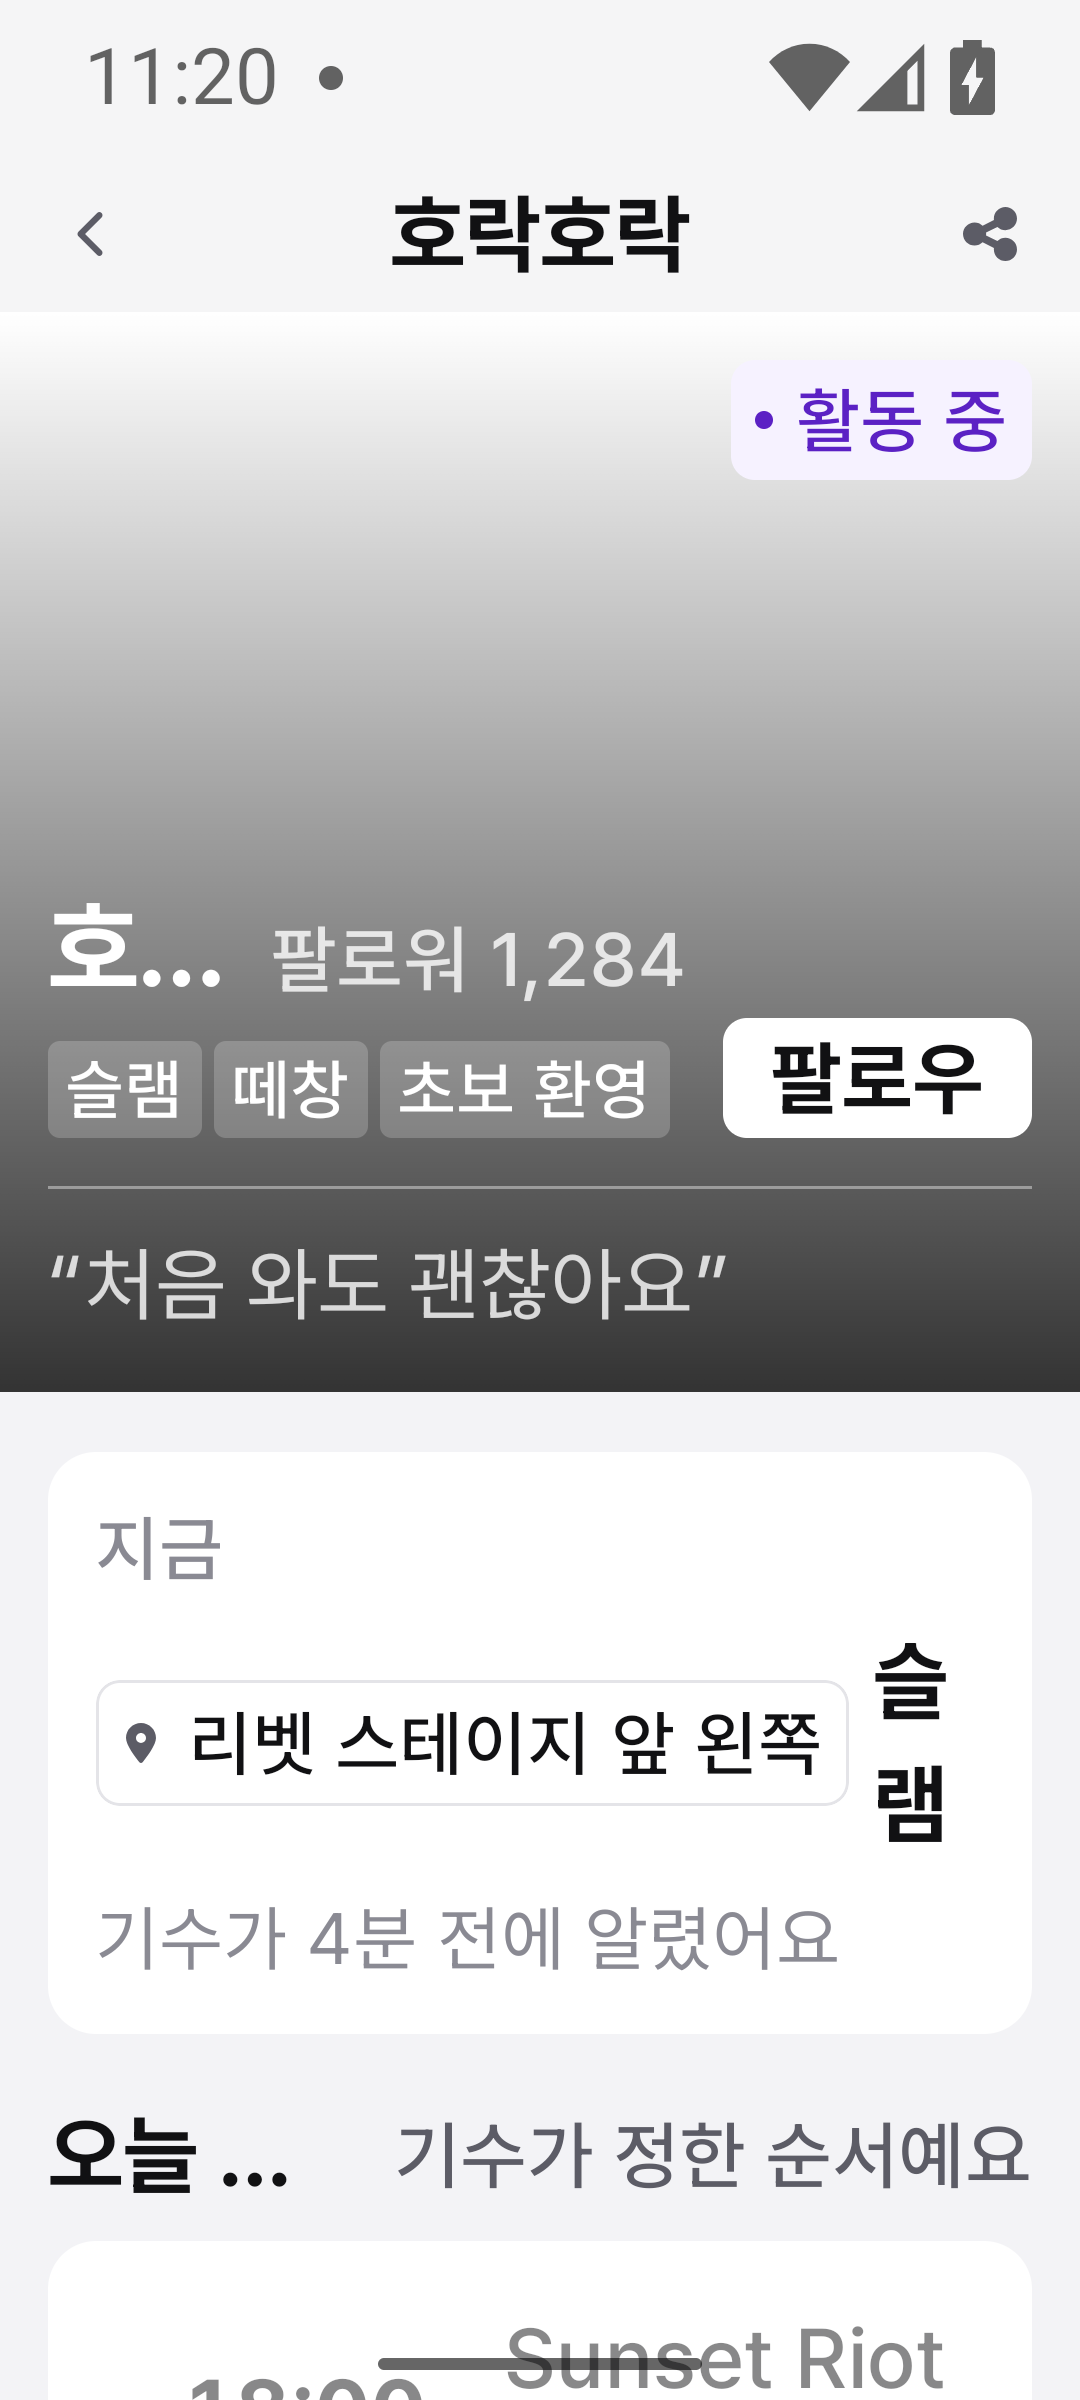 11:20
호락호락
활동 중
호... 팔로워 1,284
슬램 떼창 초보 환영 팔로우
“처음 와도 괜찮아요”
지금
리벳 스테이지 앞 왼쪽 슬
램
기수가 4분 전에 알렸어요
오늘 ... 기수가 정한 순서예요
Sunset Riot
18:00